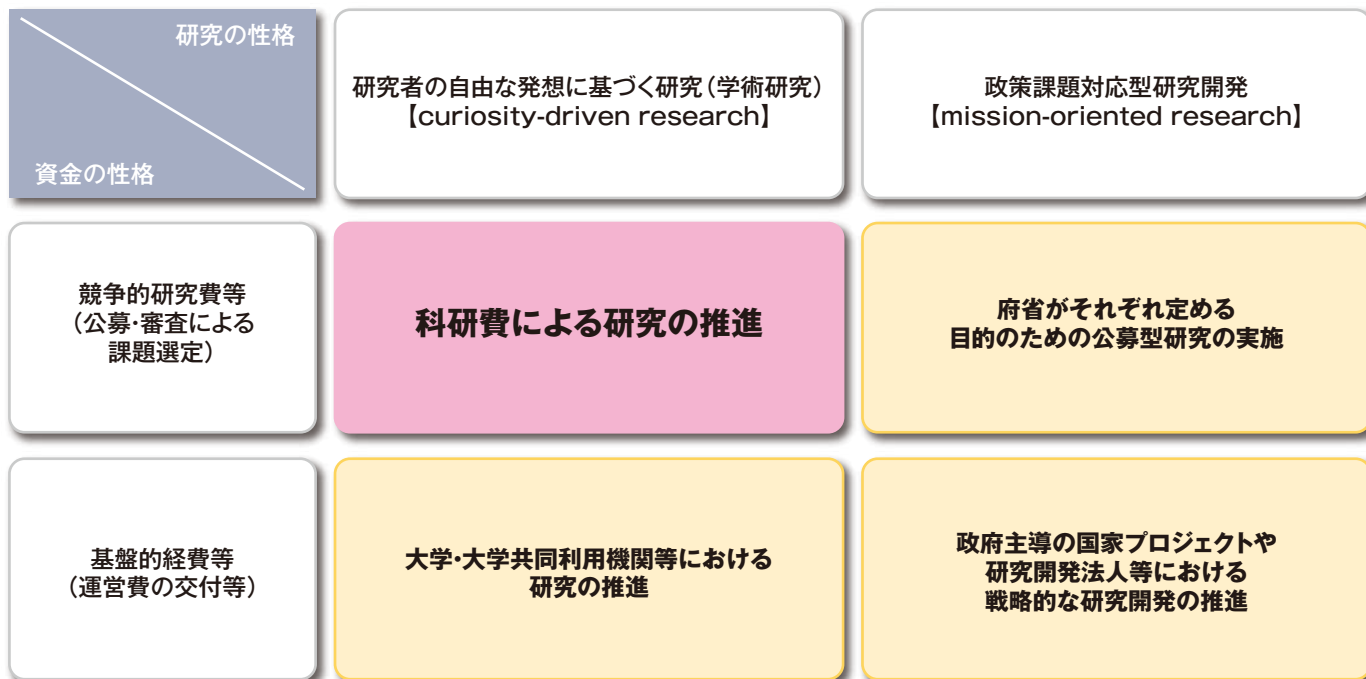 研究の性格
資金の性格
研究者の自由な発想に基づく研究（学術研究）
【curiosity-driven research】
政策課題対応型研究開発
【mission-oriented research】
競争的研究費等
（公募・審査による
課題選定）
科研費による研究の推進
府省がそれぞれ定める
目的のための公募型研究の実施
基盤的経費等
（運営費の交付等）
大学・大学共同利用機関等における
研究の推進
政府主導の国家プロジェクトや
研究開発法人等における
戦略的な研究開発の推進